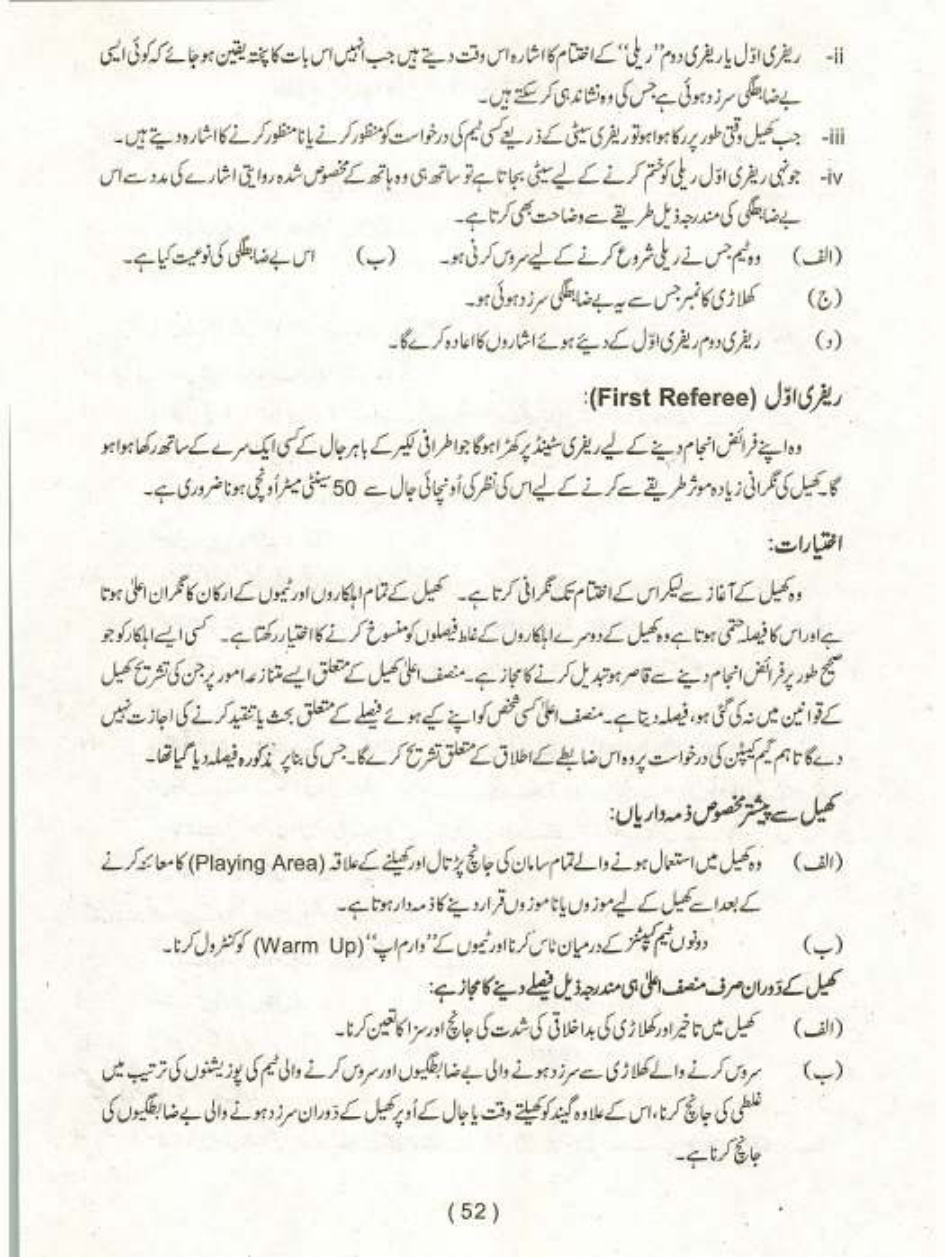 ii- ریفری اوّل یا ریفری دوم ”ریلی“ کے اختتام کا اشارہ اس وقت دیتے ہیں جب انہیں اس بات کا پختہ یقین ہو جائے کہ کوئی ایسی
بے ضابطگی سرزد ہوئی ہے جس کی وہ نشاندہی کر سکتے ہیں۔
iii- جب کھیل وقتی طور پر رکا ہوا ہو تو ریفری سیٹی کے ذریعے کسی ٹیم کی درخواست کو منظور کرنے یا نامنظور کرنے کا اشارہ دیتے ہیں۔
iv- جونہی ریفری اوّل ریلی کو ختم کرنے کے لیے سیٹی بجاتا ہے تو ساتھ ہی وہ ہاتھ کے مخصوص شدہ روایتی اشارے کی مدد سے اس
بے ضابطگی کی مندرجہ ذیل طریقے سے وضاحت بھی کرتا ہے۔
(الف) وہ ٹیم جس نے ریلی شروع کرنے کے لیے سروس کرنی ہو۔ (ب) اس بے ضابطگی کی نوعیت کیا ہے۔
(ج) کھلاڑی کا نمبر جس سے یہ بے ضابطگی سرزد ہوئی ہو۔
(د) ریفری دوم ریفری اوّل کے دیئے ہوئے اشاروں کا اعادہ کرے گا۔
ریفری اوّل (First Referee):
وہ اپنے فرائض انجام دینے کے لیے ریفری سٹینڈ پر کھڑا ہوگا جو اطرافی لکیر کے باہر جال کے کسی ایک سرے کے ساتھ رکھا ہوا ہو
گا۔ کھیل کی نگرانی زیادہ موثر طریقے سے کرنے کے لیے اس کی نظر کی اُونچائی جال سے 50 سینٹی میٹر اُونچی ہونا ضروری ہے۔
اختیارات:
وہ کھیل کے آغاز سے لیکر اس کے اختتام تک نگرانی کرتا ہے۔ کھیل کے تمام اہلکاروں اور ٹیموں کے ارکان کا نگران اعلیٰ ہوتا
ہے اور اس کا فیصلہ حتمی ہوتا ہے وہ کھیل کے دوسرے اہلکاروں کے غلط فیصلوں کو منسوخ کرنے کا اختیار رکھتا ہے۔ کسی ایسے اہلکار کو جو
صحیح طور پر فرائض انجام دینے سے قاصر ہو تبدیل کرنے کا مجاز ہے۔ منصف اعلیٰ کھیل کے متعلق ایسے متنازعہ امور پر جن کی تشریح کھیل
کے قوانین میں نہ کی گئی ہو، فیصلہ دیتا ہے۔ منصف اعلیٰ کسی شخص کو اپنے کیے ہوئے فیصلے کے متعلق بحث یا تنقید کرنے کی اجازت نہیں
دے گا تاہم گیم کیپٹن کی درخواست پر وہ اس ضابطے کے اطلاق کے متعلق تشریح کرے گا۔ جس کی بنا پر مذکورہ فیصلہ دیا گیا تھا۔
کھیل سے پیشتر مخصوص ذمہ داریاں:
(الف) وہ کھیل میں استعمال ہونے والے تمام سامان کی جانچ پڑتال اور کھیلنے کے علاقہ (Playing Area) کا معائنہ کرنے
کے بعد اسے کھیل کے لیے موزوں یا ناموزوں قرار دینے کا ذمہ دار ہوتا ہے۔
(ب) دونوں ٹیم کیپٹنز کے درمیان ٹاس کرنا اور ٹیموں کے ”وارم اپ“ (Warm Up) کو کنٹرول کرنا۔
کھیل کے دَوران صرف منصف اعلیٰ ہی مندرجہ ذیل فیصلے دینے کا مجاز ہے:
(الف) کھیل میں تاخیر اور کھلاڑی کی بداخلاقی کی شدت کی جانچ اور سزا کا تعین کرنا۔
(ب) سروس کرنے والے کھلاڑی سے سرزد ہونے والی بے ضابطگیوں اور سروس کرنے والی ٹیم کی پوزیشنوں کی ترتیب میں
غلطی کی جانچ کرنا، اس کے علاوہ گیند کو کھیلتے وقت یا جال کے اُوپر کھیل کے دَوران سرزد ہونے والی بے ضابطگیوں کی
جانچ کرنا ہے۔
(52)